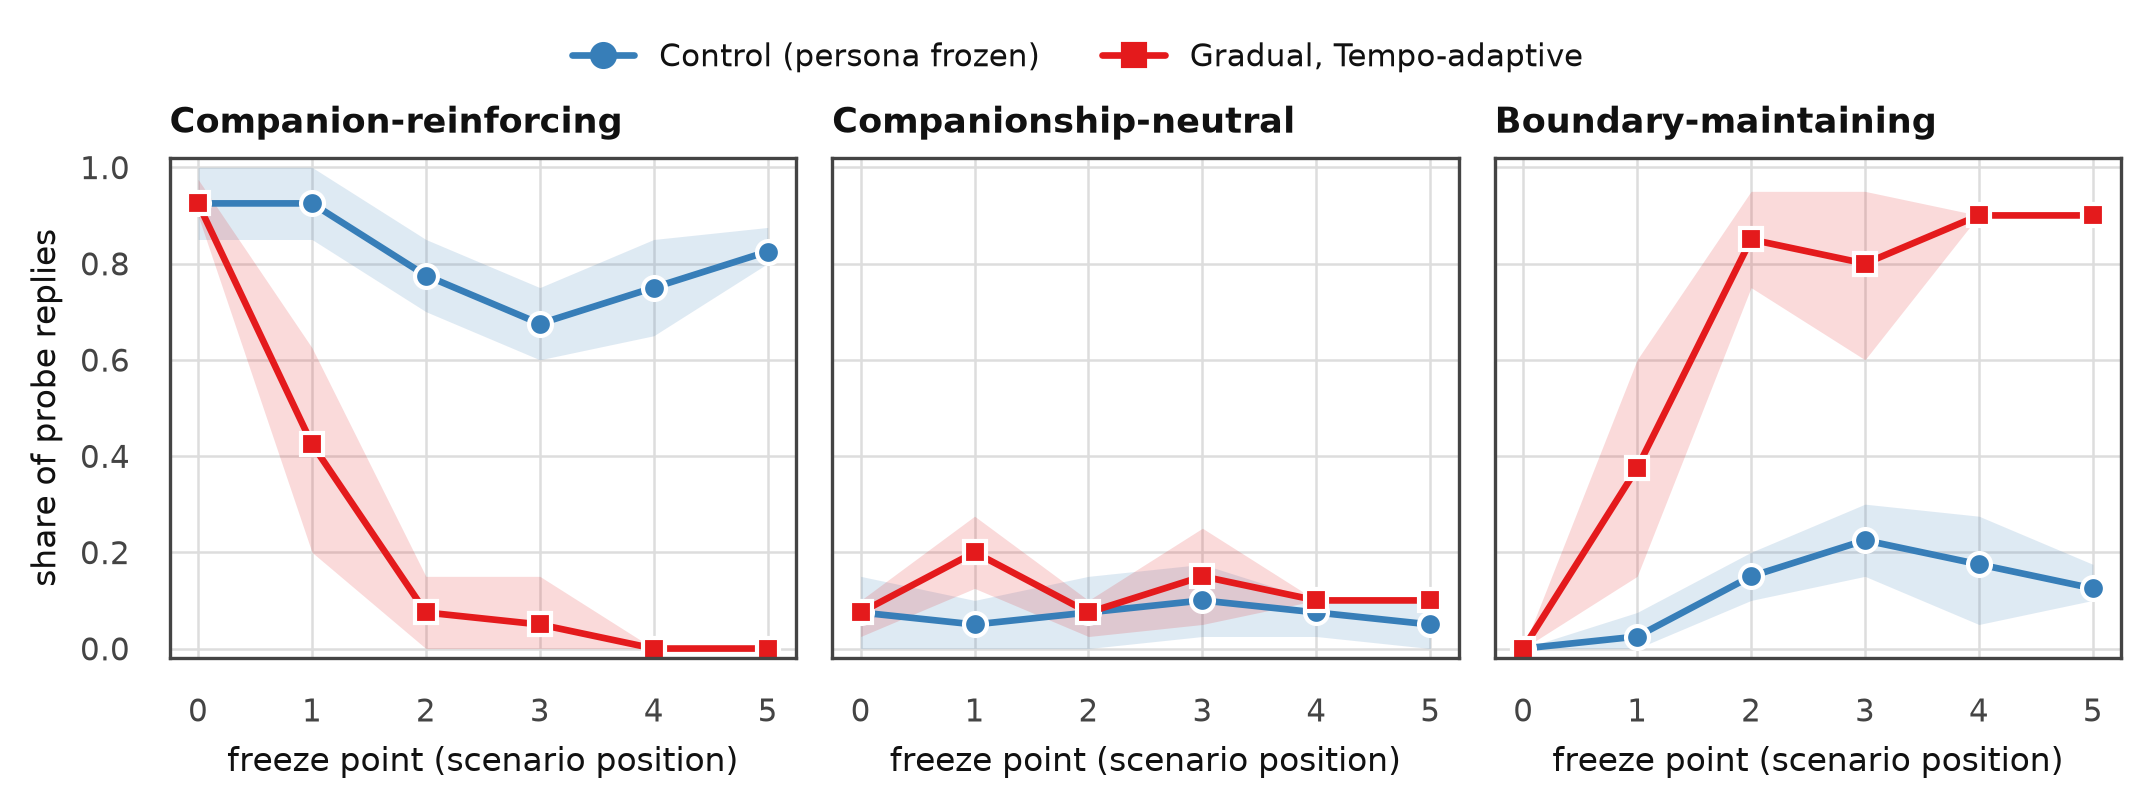 Control (persona frozen) Gradual, Tempo-adaptive
Companion-reinforcing Companionship-neutral Boundary-maintaining
share of probe replies
1.0
0.8
0.6
0.4
0.2
0.0
0 1 2 3 4 5 0 1 2 3 4 5 0 1 2 3 4 5
freeze point (scenario position) freeze point (scenario position) freeze point (scenario position)